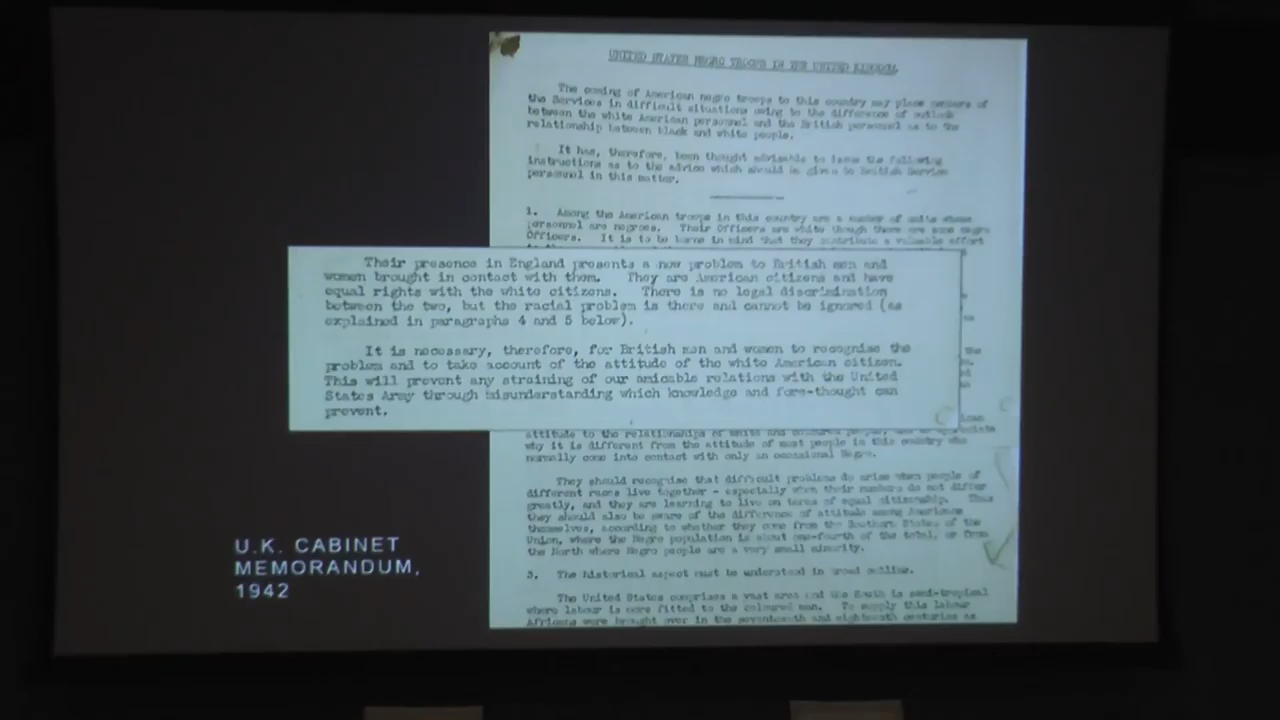 UNITED STATES NEGRO TROOPS IN THE UNITED KINGDOM.
The coming of American negro troops to this country may place members of
the Services in difficult situations owing to the difference of outlook
between the white American personnel and the British personnel as to the
relationship between black and white people.
It has, therefore, been thought advisable to issue the following
instructions as to the advice which should be given to British Service
personnel in this matter.
1. Among the American troops in this country are a number of units whose
personnel are negroes. Their Officers are white though there are some negro
Officers. It is to be borne in mind that they contribute a valuable effort
Their presence in England presents a new problem to British men and
women brought in contact with them. They are American citizens and have
equal rights with the white citizens. There is no legal discrimination
between the two, but the racial problem is there and cannot be ignored (as
explained in paragraphs 4 and 5 below).
It is necessary, therefore, for British men and women to recognise the
problem and to take account of the attitude of the white American citizen.
This will prevent any straining of our amicable relations with the United
States Army through misunderstanding which knowledge and fore-thought can
prevent.
attitude to the relationships of white and coloured people,
why it is different from the attitude of most people in this country who
normally come into contact with only an occasional Negro.
They should recognise that difficult problems do arise when people of
different races live together - especially when their numbers do not differ
greatly, and they are learning to live on terms of equal citizenship. Thus
they should also be aware of the difference of attitude among Americans
themselves, according to whether they come from the Southern States of the
Union, where the Negro population is about one-fourth of the total, or from
the North where Negro people are a very small minority.
3. The historical aspect must be understood in broad outline.
The United States comprises a vast area and the South is semi-tropical
where labour is more fitted to the coloured man. To supply this labour
Africans were brought over in the seventeenth and eighteenth centuries as
U.K. CABINET
MEMORANDUM,
1942